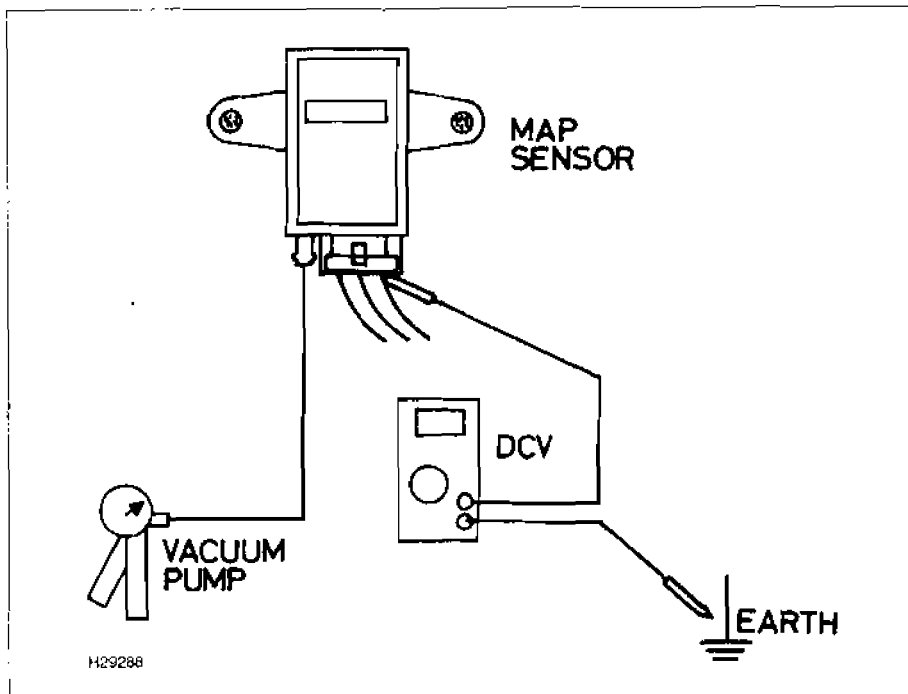 MAP
SENSOR
DCV
VACUUM
PUMP
EARTH
H29288